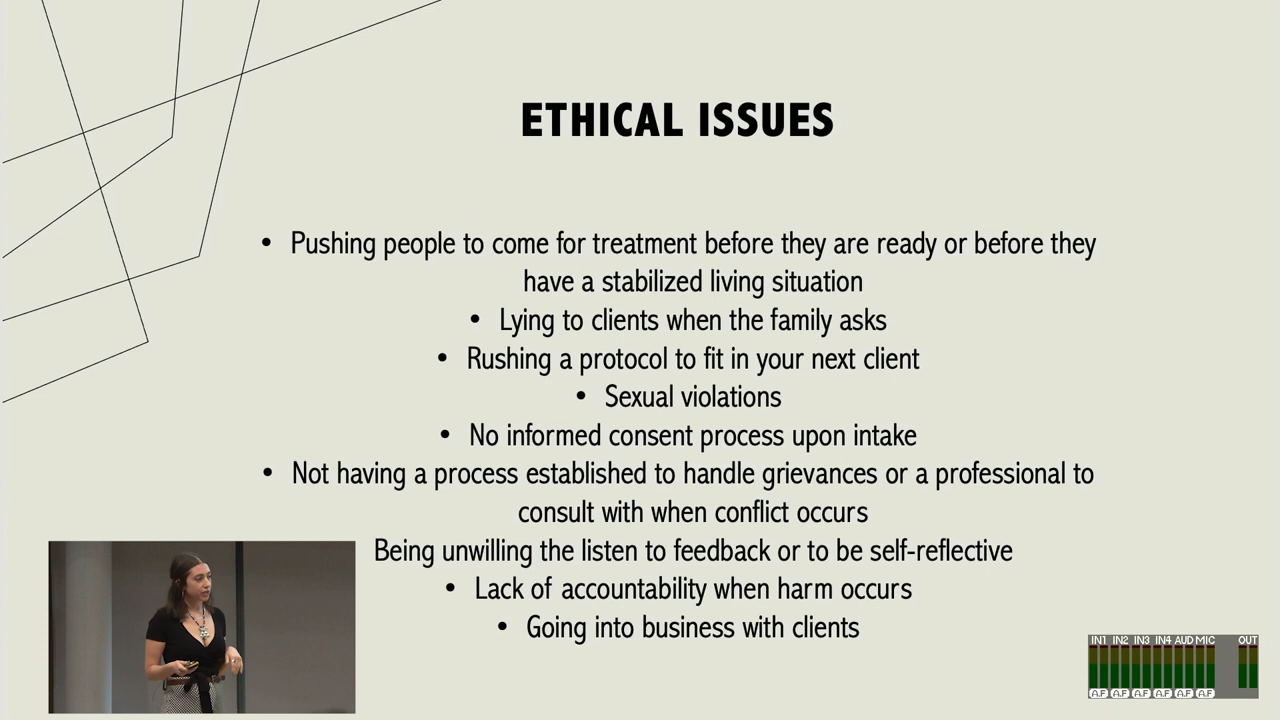 ETHICAL ISSUES
• Pushing people to come for treatment before they are ready or before they
have a stabilized living situation
• Lying to clients when the family asks
• Rushing a protocol to fit in your next client
• Sexual violations
• No informed consent process upon intake
• Not having a process established to handle grievances or a professional to
consult with when conflict occurs
Being unwilling the listen to feedback or to be self-reflective
• Lack of accountability when harm occurs
• Going into business with clients
IN1 IN2 IN3 IN4 AUD MIC OUT
A.F A.F A.F A.F A.F A.F